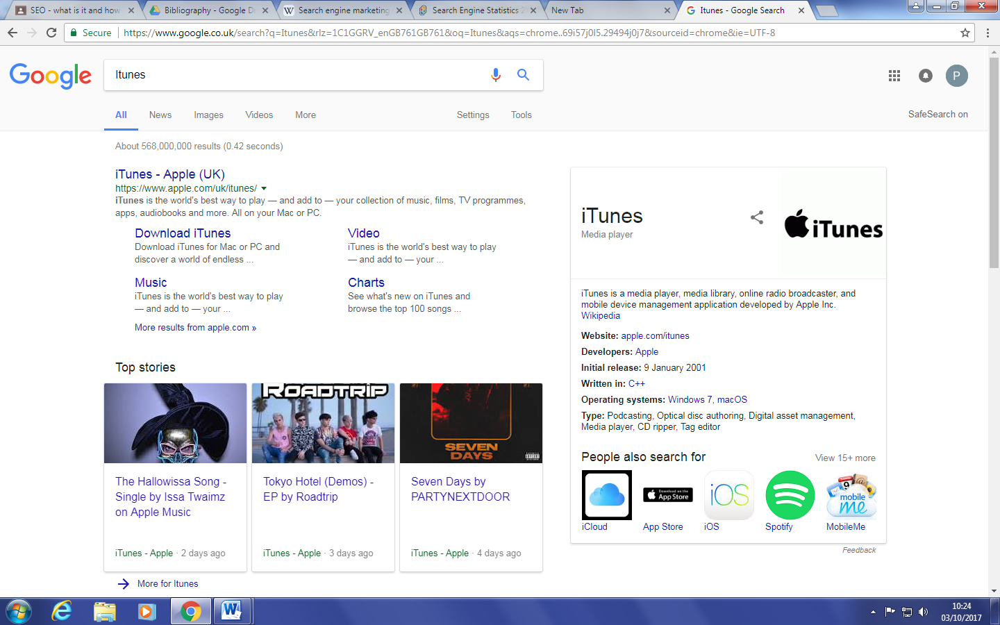 SEO - what is it and how
Bibliography - Google D
Search engine marketing
Search Engine Statistics 2
New Tab
Itunes - Google Search
Secure
https://www.google.co.uk/search?q=Itunes&rlz=1C1GGRV_enGB761GB761&oq=Itunes&aqs=chrome..69i57j0l5.29494j0j7&sourceid=chrome&ie=UTF-8
Google
Itunes
P
All News Images Videos More Settings Tools
SafeSearch on
About 568,000,000 results (0.42 seconds)
iTunes - Apple (UK)
https://www.apple.com/uk/itunes/
iTunes is the world's best way to play — and add to — your collection of music, films, TV programmes,
apps, audiobooks and more. All on your Mac or PC.
Download iTunes
Download iTunes for Mac or PC and
discover a world of endless ...
Video
iTunes is the world's best way to play
— and add to — your ...
Music
iTunes is the world's best way to play
— and add to — your ...
Charts
See what's new on iTunes and
browse the top 100 songs ...
More results from apple.com »
Top stories
ROADTRIP
SEVEN
DAYS
The Hallowissa Song -
Single by Issa Twaimz
on Apple Music
iTunes - Apple · 2 days ago
Tokyo Hotel (Demos) -
EP by Roadtrip
iTunes - Apple · 3 days ago
Seven Days by
PARTYNEXTDOOR
iTunes - Apple · 4 days ago
More for Itunes
iTunes
Media player
iTunes
iTunes is a media player, media library, online radio broadcaster, and
mobile device management application developed by Apple Inc.
Wikipedia
Website: apple.com/itunes
Developers: Apple
Initial release: 9 January 2001
Written in: C++
Operating systems: Windows 7, macOS
Type: Podcasting, Optical disc authoring, Digital asset management,
Media player, CD ripper, Tag editor
People also search for
View 15+ more
Download on the
App Store
iOS
mobile
me
iCloud
App Store
iOS
Spotify
MobileMe
Feedback
10:24
03/10/2017